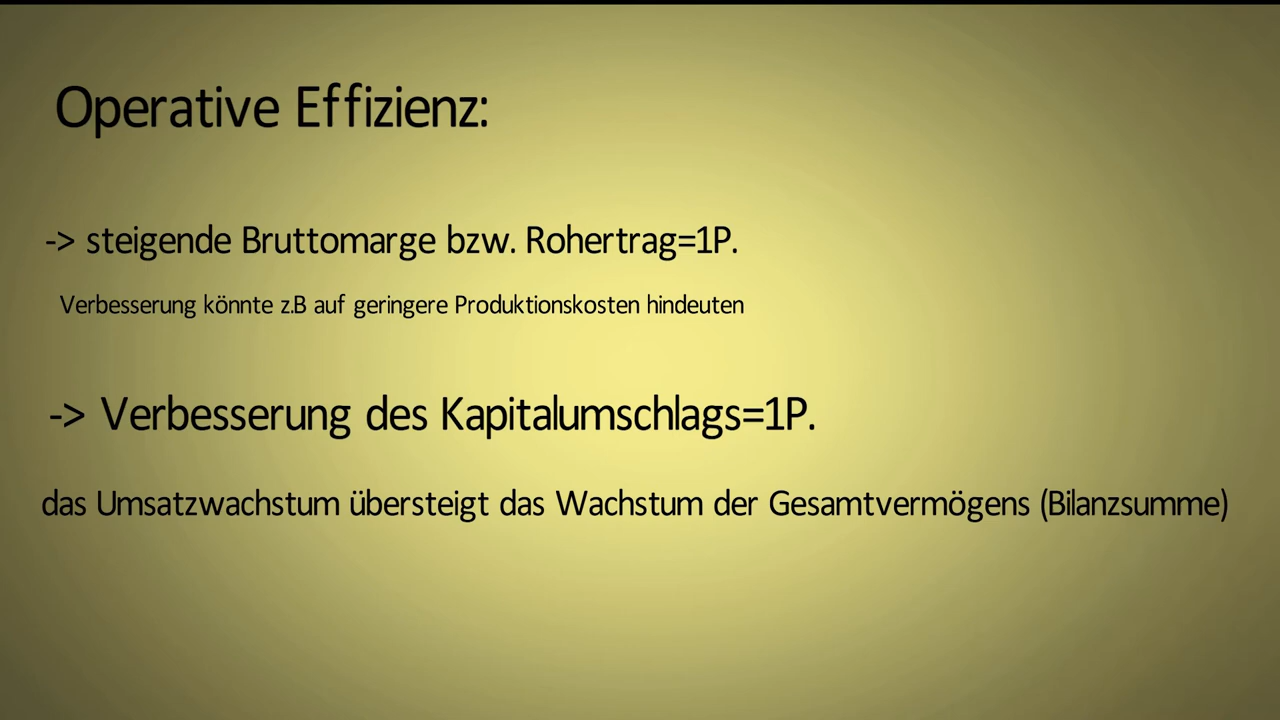 Operative Effizienz:
-> steigende Bruttomarge bzw. Rohertrag=1P.
Verbesserung könnte z.B auf geringere Produktionskosten hindeuten
-> Verbesserung des Kapitalumschlags=1P.
das Umsatzwachstum übersteigt das Wachstum der Gesamtvermögens (Bilanzsumme)